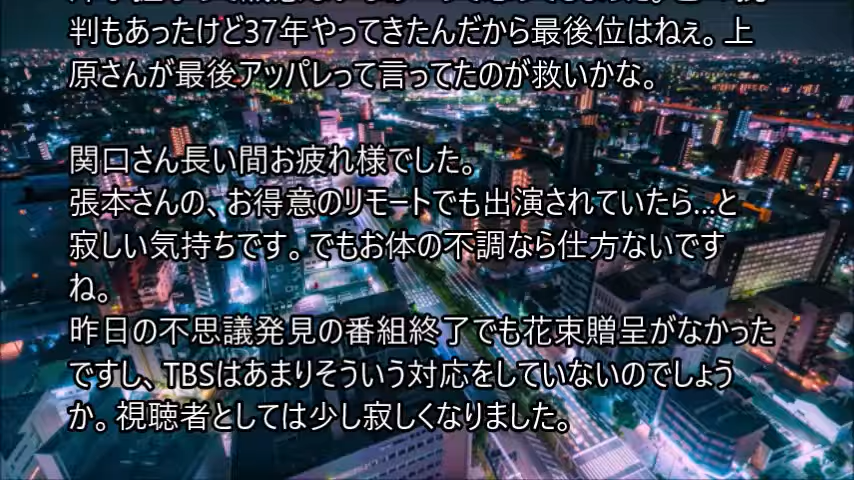 判もあったけど37年やってきたんだから最後位はねぇ。上
原さんが最後アッパレって言ってたのが救いかな。
関口さん長い間お疲れ様でした。
張本さんの、お得意のリモートでも出演されていたら...と
寂しい気持ちです。でもお体の不調なら仕方ないです
ね。
昨日の不思議発見の番組終了でも花束贈呈がなかった
ですし、TBSはあまりそういう対応をしていないのでしょう
か。視聴者としては少し寂しくなりました。